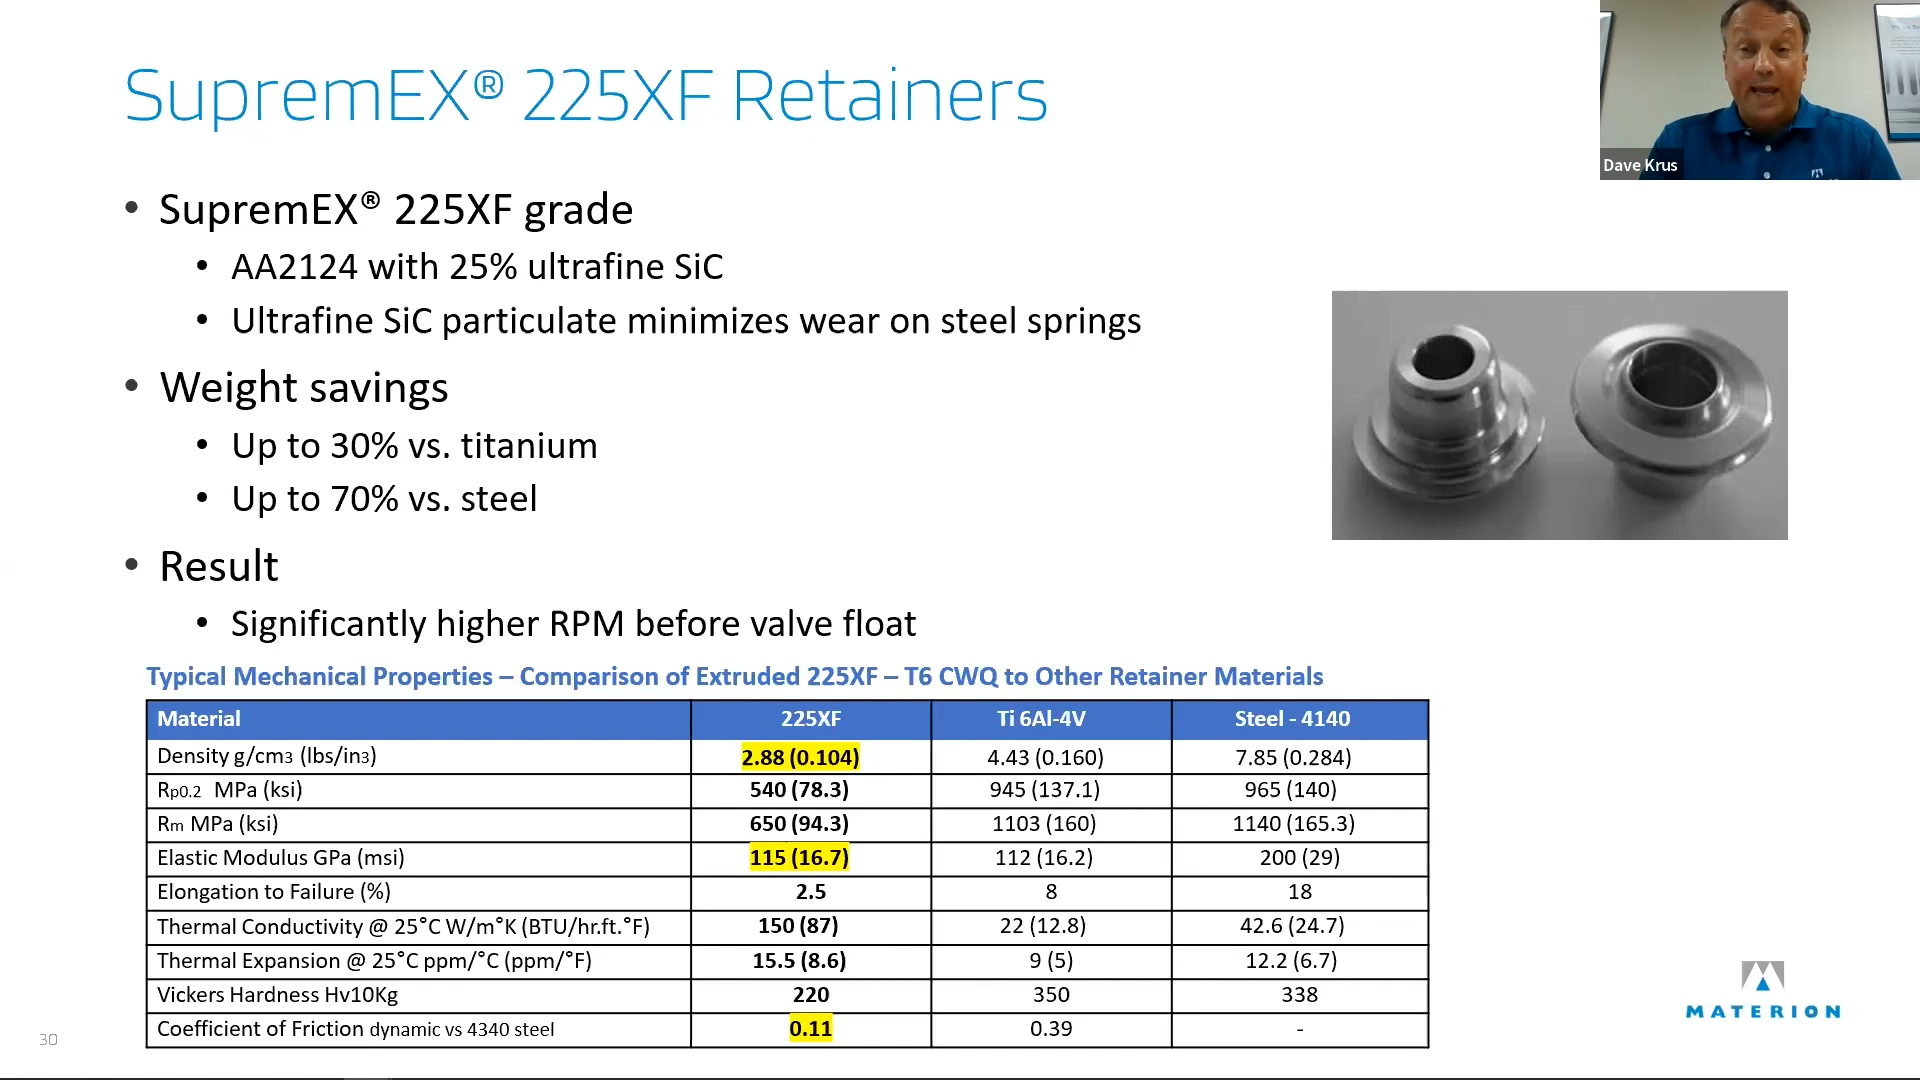 SupremEX® 225XF Retainers
Dave Krus
• SupremEX® 225XF grade
• AA2124 with 25% ultrafine SiC
• Ultrafine SiC particulate minimizes wear on steel springs
• Weight savings
• Up to 30% vs. titanium
• Up to 70% vs. steel
• Result
• Significantly higher RPM before valve float
Typical Mechanical Properties – Comparison of Extruded 225XF – T6 CWQ to Other Retainer Materials
Material 225XF Ti 6Al-4V Steel - 4140
Density g/cm3 (lbs/in3) 2.88 (0.104) 4.43 (0.160) 7.85 (0.284)
Rp0.2 MPa (ksi) 540 (78.3) 945 (137.1) 965 (140)
Rm MPa (ksi) 650 (94.3) 1103 (160) 1140 (165.3)
Elastic Modulus GPa (msi) 115 (16.7) 112 (16.2) 200 (29)
Elongation to Failure (%) 2.5 8 18
Thermal Conductivity @ 25°C W/m°K (BTU/hr.ft.°F) 150 (87) 22 (12.8) 42.6 (24.7)
Thermal Expansion @ 25°C ppm/°C (ppm/°F) 15.5 (8.6) 9 (5) 12.2 (6.7)
Vickers Hardness Hv10Kg 220 350 338
Coefficient of Friction dynamic vs 4340 steel 0.11 0.39 -
MATERION
30